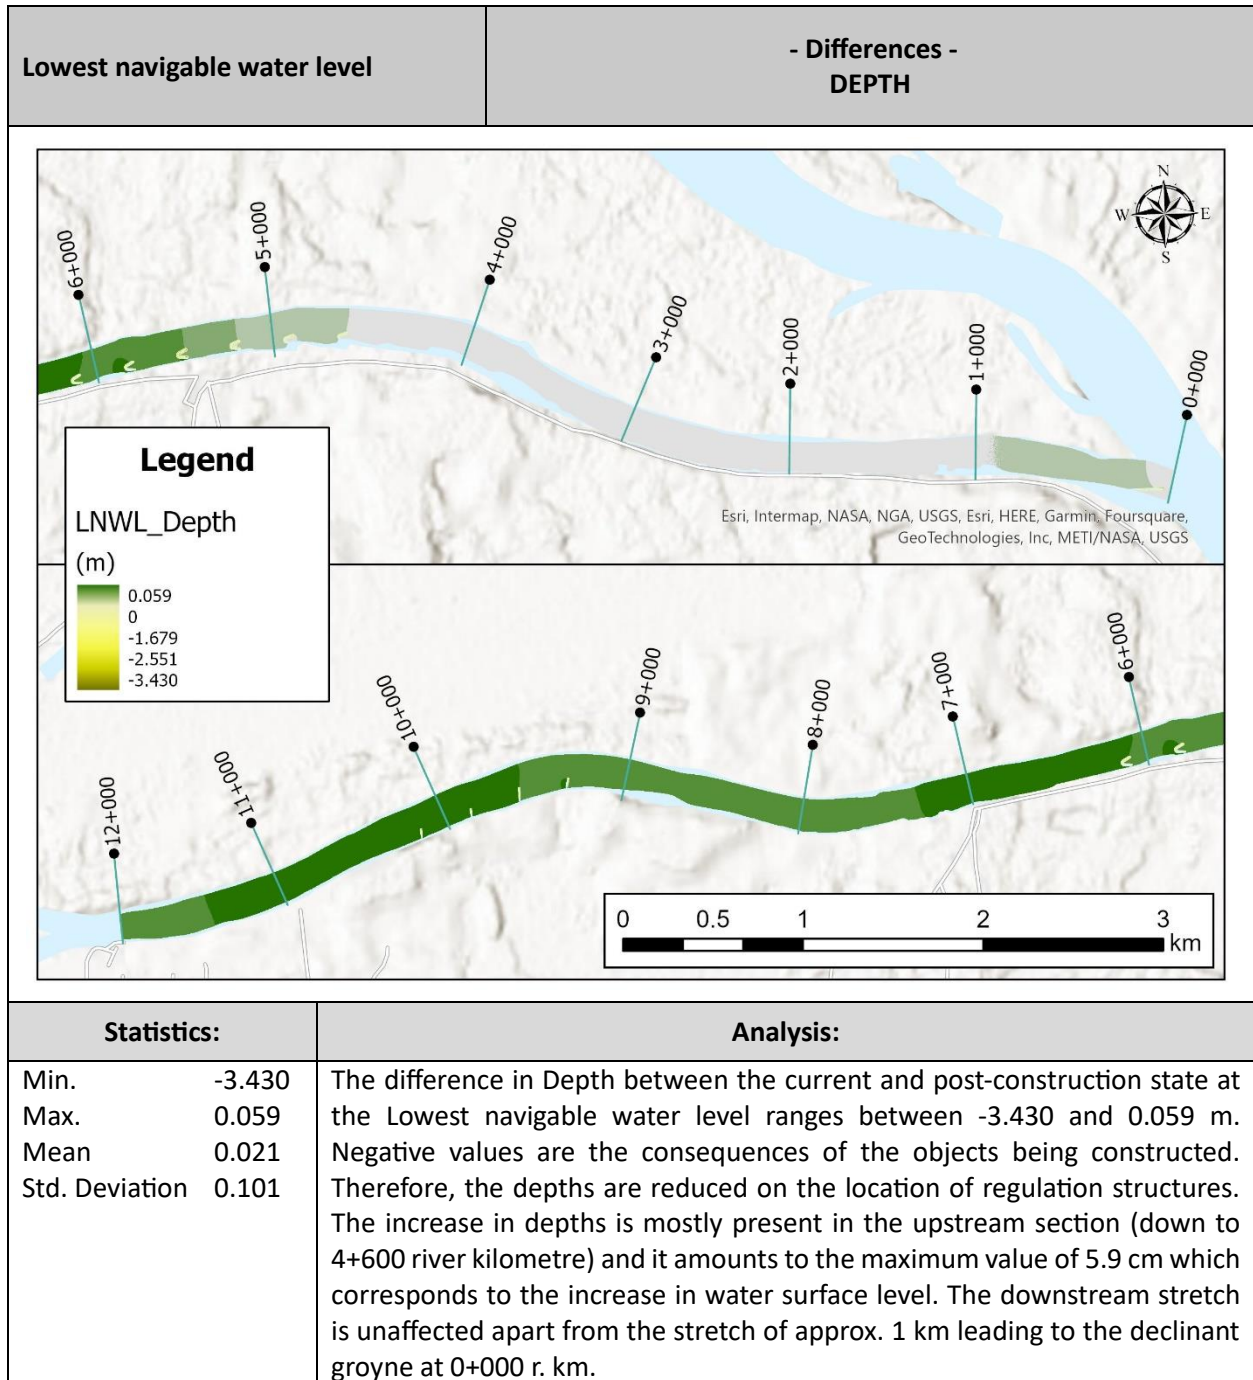 Lowest navigable water level
- Differences -
DEPTH
N
W
E
S
6+000
5+000
4+000
3+000
2+000
1+000
0+000
Esri, Intermap, NASA, NGA, USGS, Esri, HERE, Garmin, Foursquare,
GeoTechnologies, Inc, METI/NASA, USGS
Legend
LNWL_Depth
(m)
0.059
0
-1.679
-2.551
-3.430
12+000
11+000
10+000
9+000
8+000
7+000
6+000
0 0.5 1 2 3
km
Statistics:
Min. -3.430
Max. 0.059
Mean 0.021
Std. Deviation 0.101
Analysis:
The difference in Depth between the current and post-construction state at
the Lowest navigable water level ranges between -3.430 and 0.059 m.
Negative values are the consequences of the objects being constructed.
Therefore, the depths are reduced on the location of regulation structures.
The increase in depths is mostly present in the upstream section (down to
4+600 river kilometre) and it amounts to the maximum value of 5.9 cm which
corresponds to the increase in water surface level. The downstream stretch
is unaffected apart from the stretch of approx. 1 km leading to the declinant
groyne at 0+000 r. km.